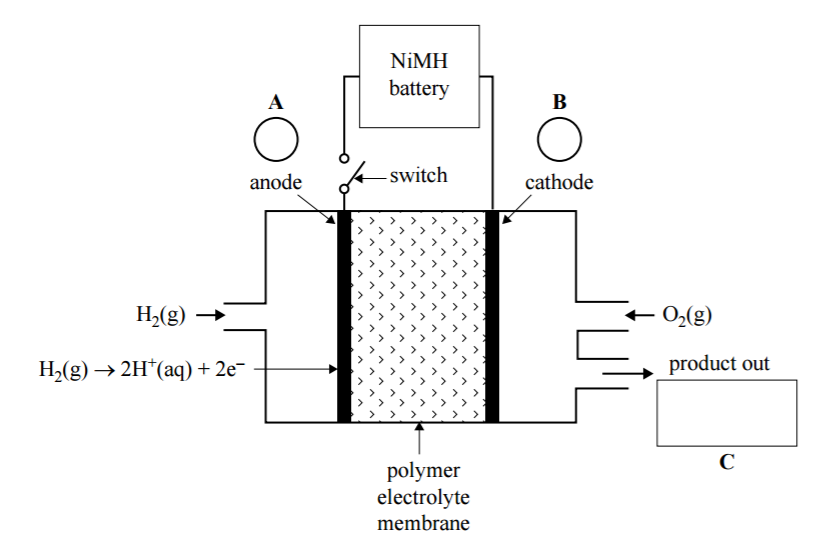 NiMH
battery
A
B
switch
anode
cathode
H₂(g)
O₂(g)
H₂(g) → 2H⁺(aq) + 2e⁻
product out
C
polymer
electrolyte
membrane